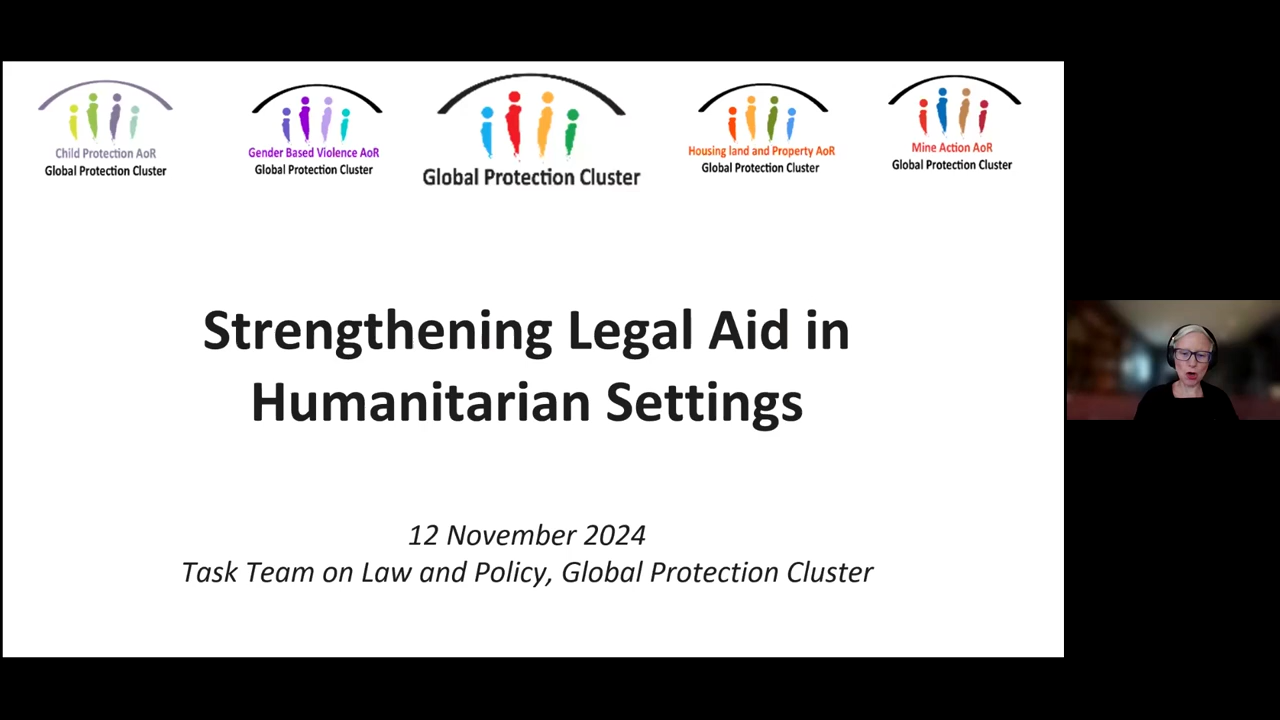 Child Protection AoR
Global Protection Cluster
Gender Based Violence AoR
Global Protection Cluster
Global Protection Cluster
Housing land and Property AoR
Global Protection Cluster
Mine Action AoR
Global Protection Cluster
Strengthening Legal Aid in
Humanitarian Settings
12 November 2024
Task Team on Law and Policy, Global Protection Cluster